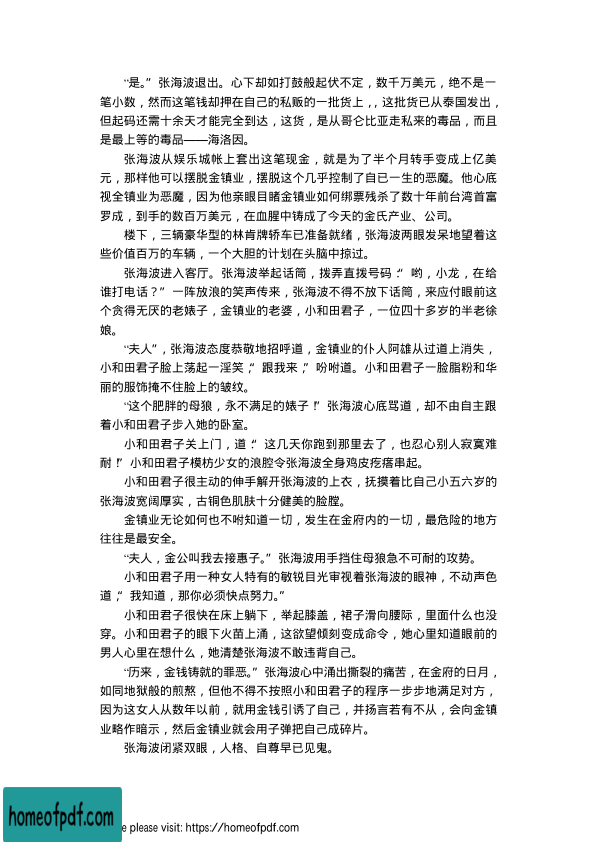 “是。”张海波退出。心下却如打鼓般起伏不定，数千万美元，绝不是一
笔小数，然而这笔钱却押在自己的私贩的一批货上，，这批货已从泰国发出，
但起码还需十余天才能完全到达，这货，是从哥仑比亚走私来的毒品，而且
是最上等的毒品——海洛因。
张海波从娱乐城帐上套出这笔现金，就是为了半个月转手变成上亿美
元，那样他可以摆脱金镇业，摆脱这个几乎控制了自已一生的恶魔。他心底
视全镇业为恶魔，因为他亲眼目睹金镇业如何绑票残杀了数十年前台湾首富
罗成，到手的数百万美元，在血腥中铸成了今天的金氏产业、公司。
楼下，三辆豪华型的林肯牌轿车已准备就绪，张海波两眼发呆地望着这
些价值百万的车辆，一个大胆的计划在头脑中掠过。
张海波进入客厅。张海波举起话筒，拨弄直拨号码：“哟，小龙，在给
谁打电话？”一阵放浪的笑声传来，张海波不得不放下话筒，来应付眼前这
个贪得无厌的老婊子，金镇业的老婆，小和田君子，一位四十多岁的半老徐
娘。
“夫人”，张海波态度恭敬地招呼道，金镇业的仆人阿雄从过道上消失，
小和田君子脸上荡起一淫笑，“跟我来，”吩咐道。小和田君子一脸脂粉和华
丽的服饰掩不住脸上的皱纹。
“这个肥胖的母狼，永不满足的婊子！”张海波心底骂道，却不由自主跟
着小和田君子步入她的卧室。
小和田君子关上门，道：“这几天你跑到那里去了，也忍心别人寂寞难
耐！”小和田君子模枋少女的浪腔令张海波全身鸡皮疙瘩串起。
小和田君子很主动的伸手解开张海波的上衣，抚摸着比自己小五六岁的
张海波宽阔厚实，古铜色肌肤十分健美的脸膛。
金镇业无论如何也不咐知道一切，发生在金府内的一切，最危险的地方
往往是最安全。
“夫人，金公叫我去接惠子。”张海波用手挡住母狼急不可耐的攻势。
小和田君子用一种女人特有的敏锐目光审视着张海波的眼神，不动声色
道，“我知道，那你必须快点努力。”
小和田君子很快在床上躺下，举起膝盖，裙子滑向腰际，里面什么也没
穿。小和田君子的眼下火苗上涌，这欲望倾刻变成命令，她心里知道眼前的
男人心里在想什么，她清楚张海波不敢违背自己。
“历来，金钱铸就的罪恶。”张海波心中涌出撕裂的痛苦，在金府的日月，
如同地狱般的煎熬，但他不得不按照小和田君子的程序一步步地满足对方，
因为这女人从数年以前，就用金钱引诱了自己，并扬言若有不从，会向金镇
业略作暗示，然后金镇业就会用子弹把自己成碎片。
张海波闭紧双眼，人格、自尊早已见鬼。
homeofpdf.com
e please visit: https://homeofpdf.com